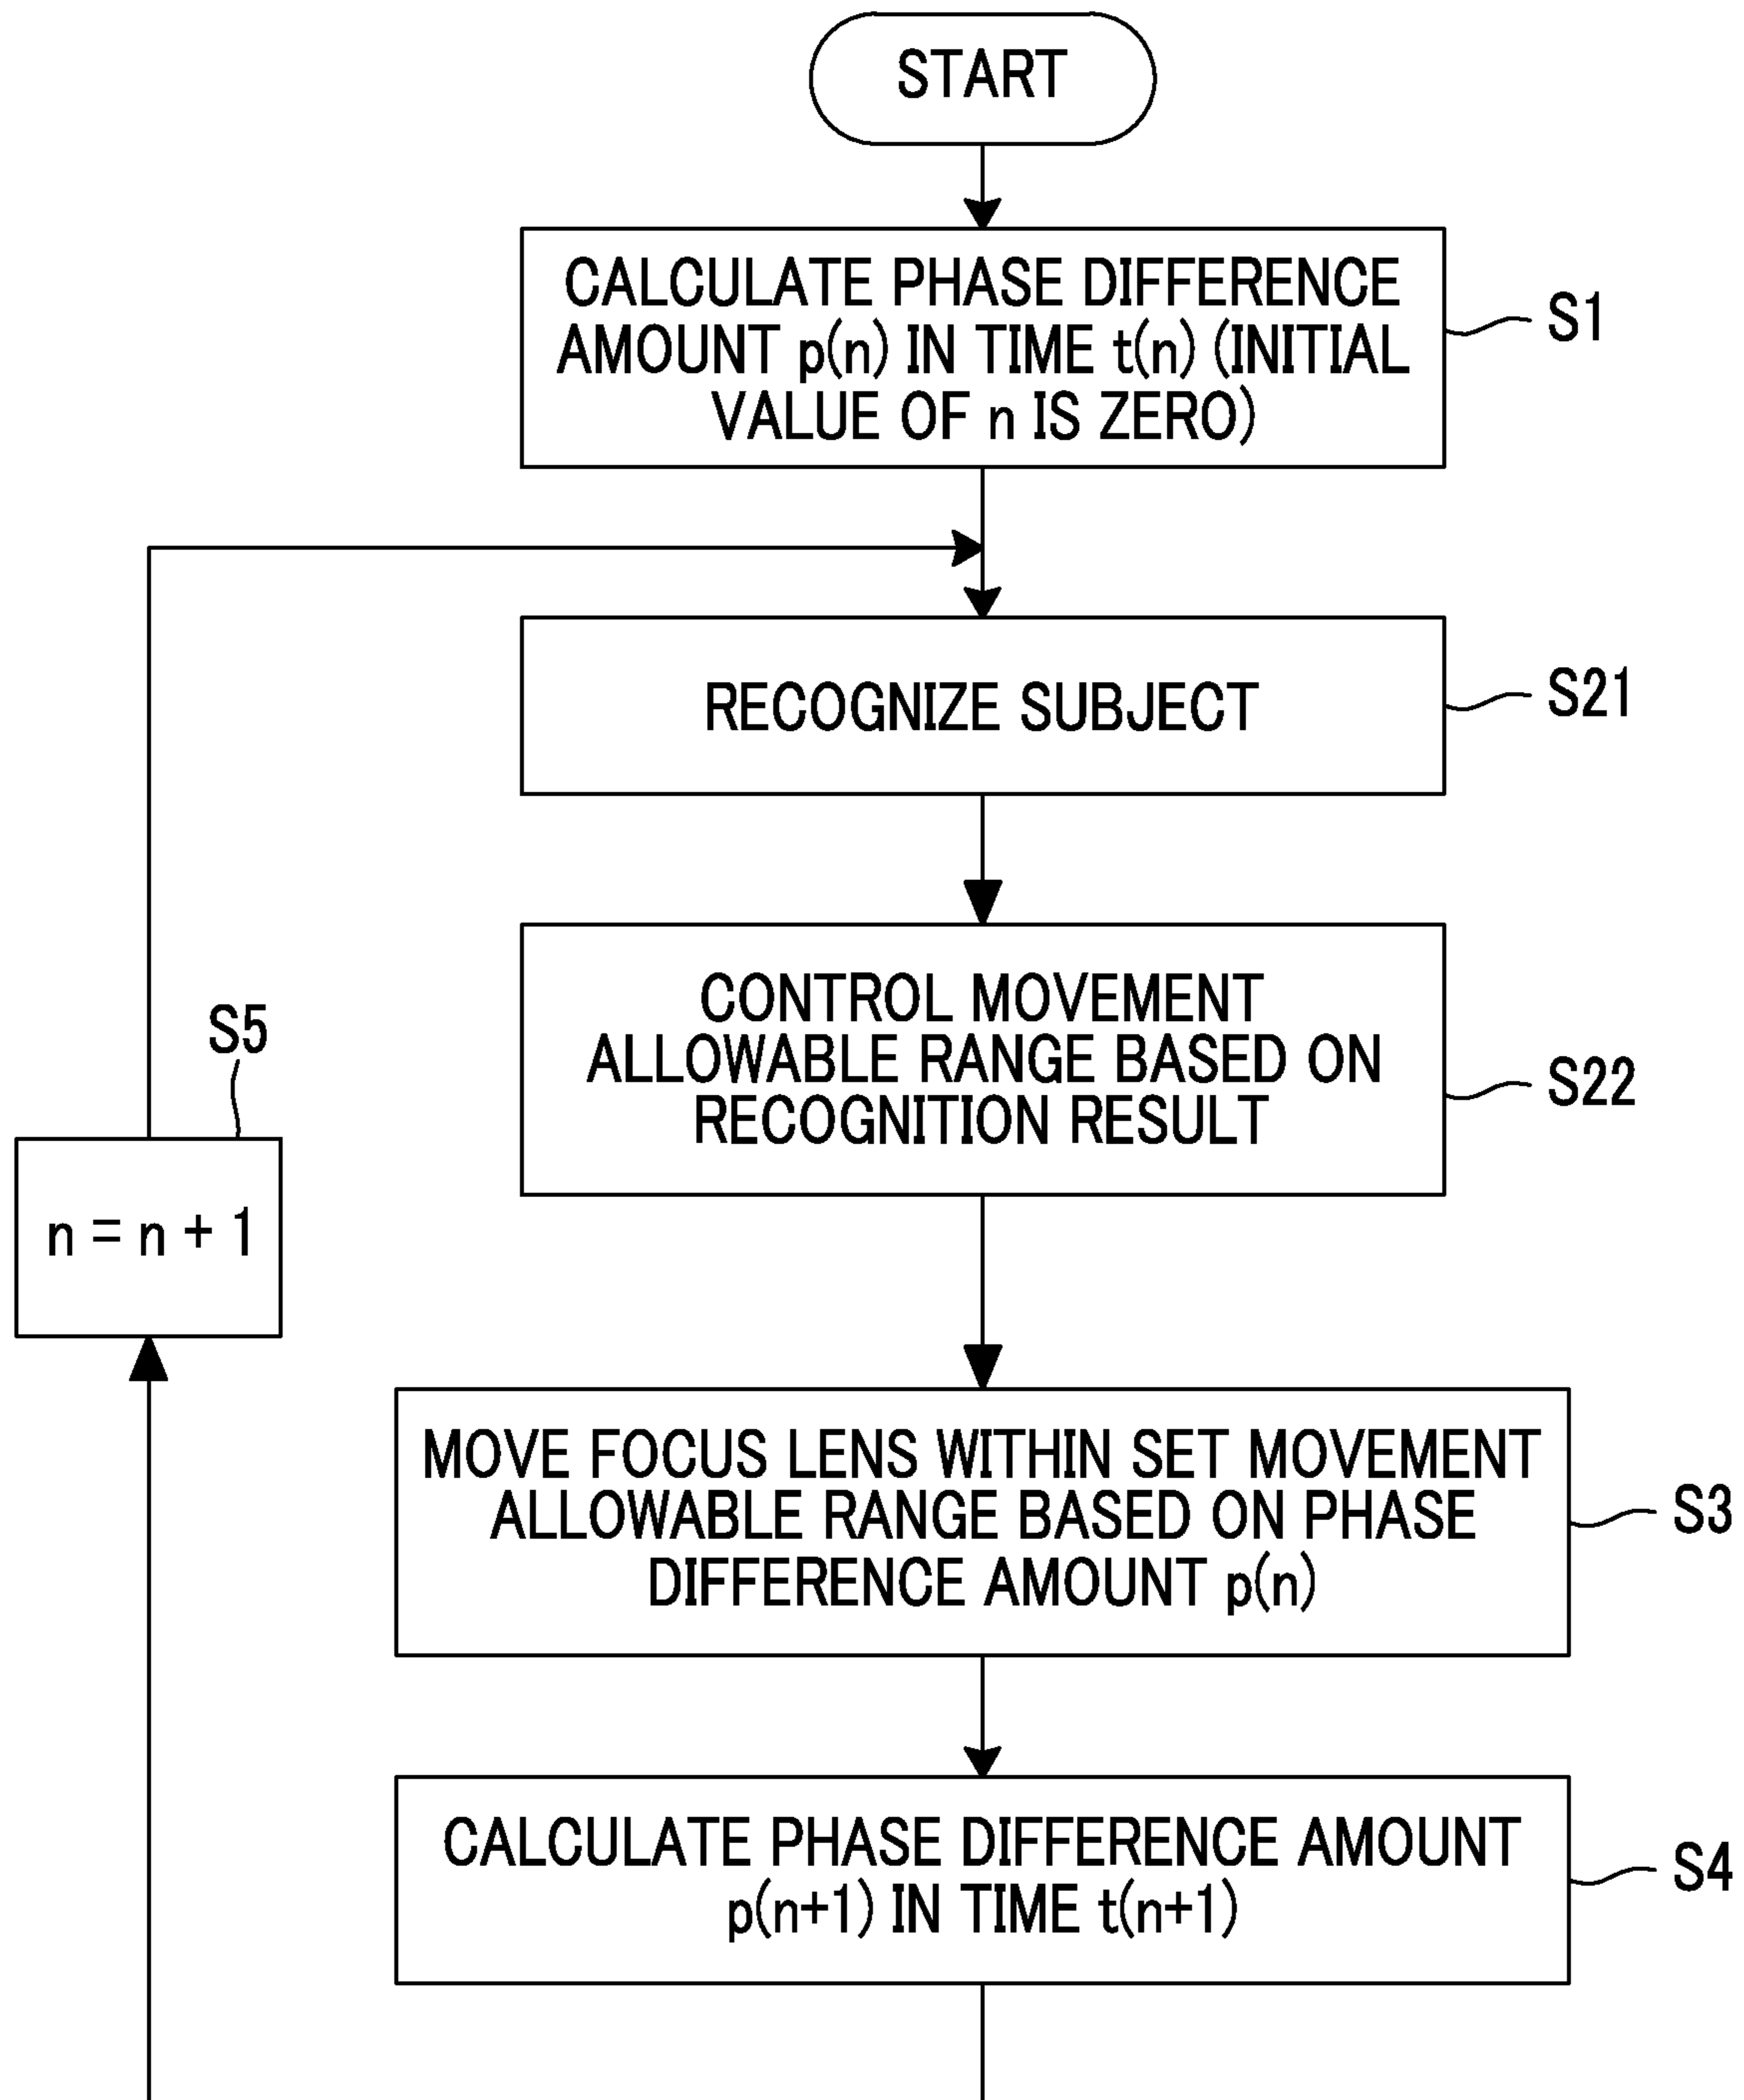 START
CALCULATE PHASE DIFFERENCE
AMOUNT p(n) IN TIME t(n) (INITIAL
VALUE OF n IS ZERO)
S1
RECOGNIZE SUBJECT
S21
CONTROL MOVEMENT
ALLOWABLE RANGE BASED ON
RECOGNITION RESULT
S22
S5
n = n + 1
MOVE FOCUS LENS WITHIN SET MOVEMENT
ALLOWABLE RANGE BASED ON PHASE
DIFFERENCE AMOUNT p(n)
S3
CALCULATE PHASE DIFFERENCE AMOUNT
p(n+1) IN TIME t(n+1)
S4